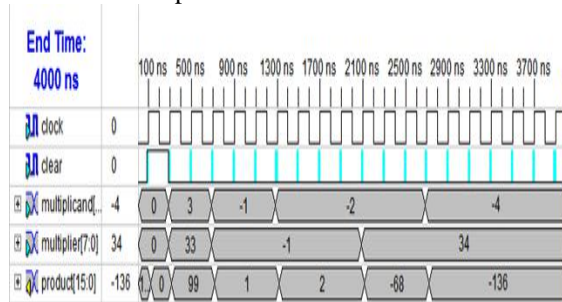 End Time:
4000 ns
100 ns 500 ns 900 ns 1300 ns 1700 ns 2100 ns 2500 ns 2900 ns 3300 ns 3700 ns
clock 0
clear 0
multiplicand[... -4 0 3 -1 -2 -4
multiplier[7:0] 34 0 33 -1 34
product[15:0] -136 1... 0 99 1 2 -68 -136